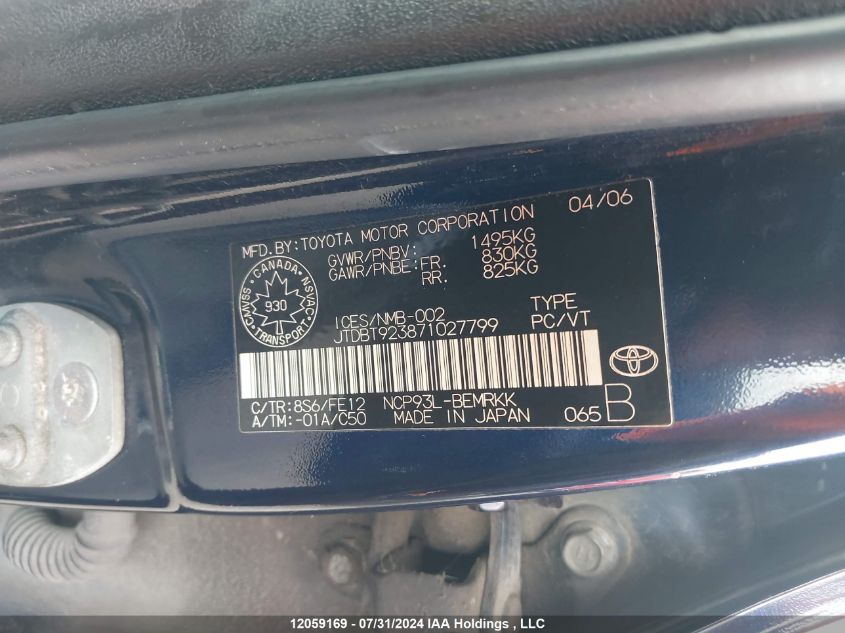 MFD.BY:TOYOTA MOTOR CORPORATION 04/06
GVWR/PNBV: 1495KG
GAWR/PNBE:FR. 830KG
RR. 825KG
CANADA
CMVSS 930 NSVAC
TRANSPORT
ICES/NMB-002 TYPE
JTDBT923871027799 PC/VT
C/TR:8S6/FE12 NCP93L-BEMRKK
A/TM:-01A/C50 MADE IN JAPAN 065 B
12059169 - 07/31/2024 IAA Holdings , LLC